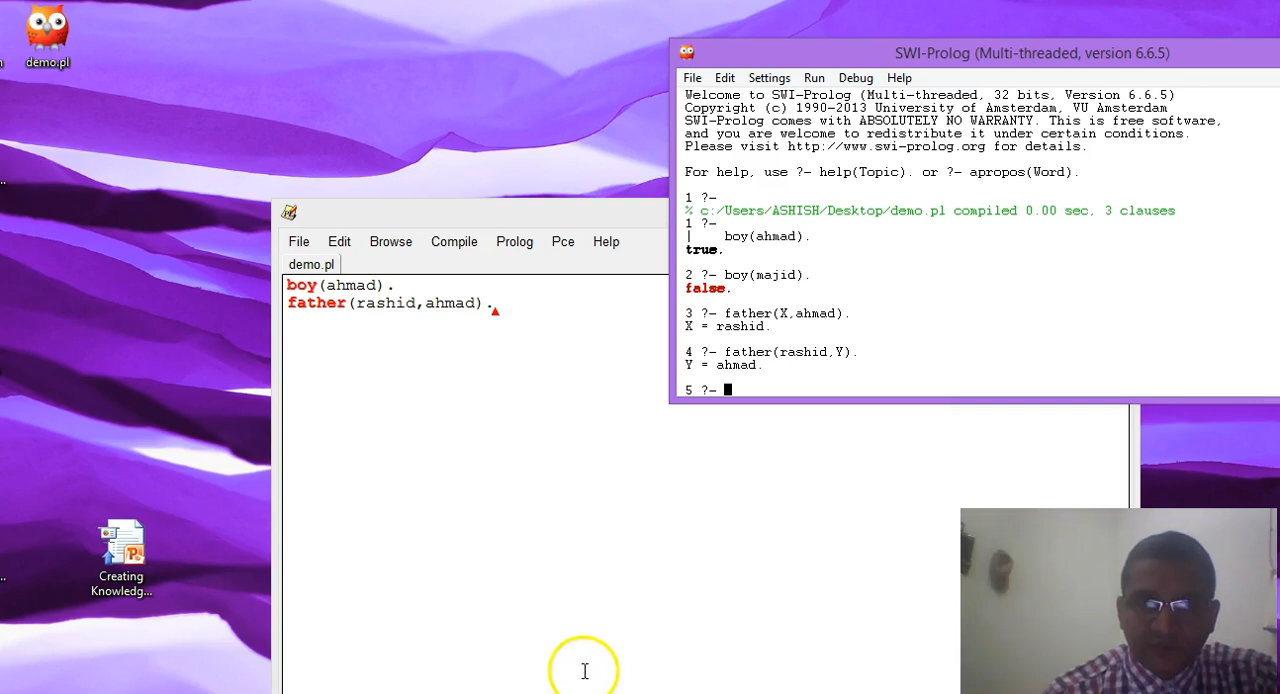 demo.pl
SWI-Prolog (Multi-threaded, version 6.6.5)
File Edit Settings Run Debug Help
Welcome to SWI-Prolog (Multi-threaded, 32 bits, Version 6.6.5)
Copyright (c) 1990-2013 University of Amsterdam, VU Amsterdam
SWI-Prolog comes with ABSOLUTELY NO WARRANTY. This is free software,
and you are welcome to redistribute it under certain conditions.
Please visit http://www.swi-prolog.org for details.
For help, use ?- help(Topic). or ?- apropos(Word).
1 ?-
% c:/Users/ASHISH/Desktop/demo.pl compiled 0.00 sec, 3 clauses
1 ?-
| boy(ahmad).
true.
2 ?- boy(majid).
false.
3 ?- father(X,ahmad).
X = rashid.
4 ?- father(rashid,Y).
Y = ahmad.
5 ?-
File Edit Browse Compile Prolog Pce Help
demo.pl
boy(ahmad).
father(rashid,ahmad).
Creating
Knowledg...